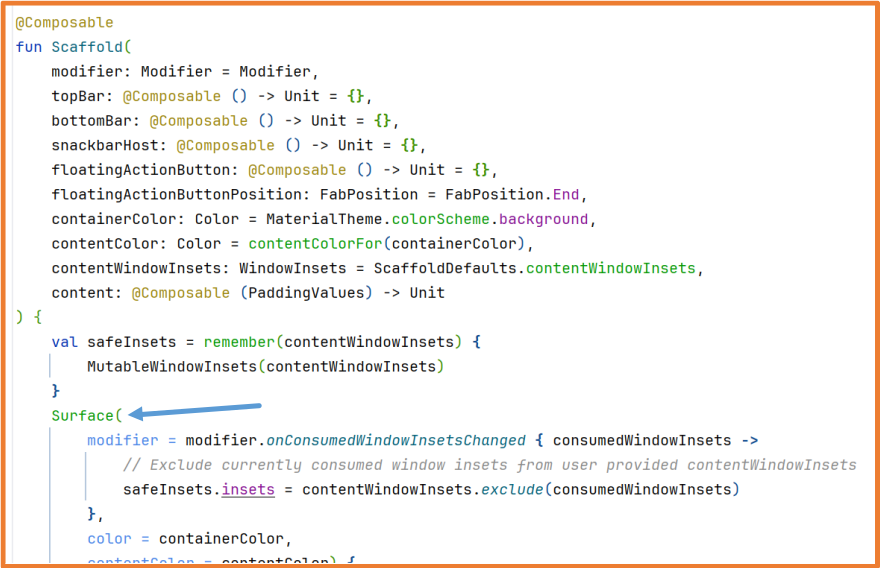 @Composable
fun Scaffold(
    modifier: Modifier = Modifier,
    topBar: @Composable () -> Unit = {},
    bottomBar: @Composable () -> Unit = {},
    snackbarHost: @Composable () -> Unit = {},
    floatingActionButton: @Composable () -> Unit = {},
    floatingActionButtonPosition: FabPosition = FabPosition.End,
    containerColor: Color = MaterialTheme.colorScheme.background,
    contentColor: Color = contentColorFor(containerColor),
    contentWindowInsets: WindowInsets = ScaffoldDefaults.contentWindowInsets,
    content: @Composable (PaddingValues) -> Unit
) {
    val safeInsets = remember(contentWindowInsets) {
        MutableWindowInsets(contentWindowInsets)
    }
    Surface(
        modifier = modifier.onConsumedWindowInsetsChanged { consumedWindowInsets ->
            // Exclude currently consumed window insets from user provided contentWindowInsets
            safeInsets.insets = contentWindowInsets.exclude(consumedWindowInsets)
        },
        color = containerColor,
        contentColor = contentColor) {